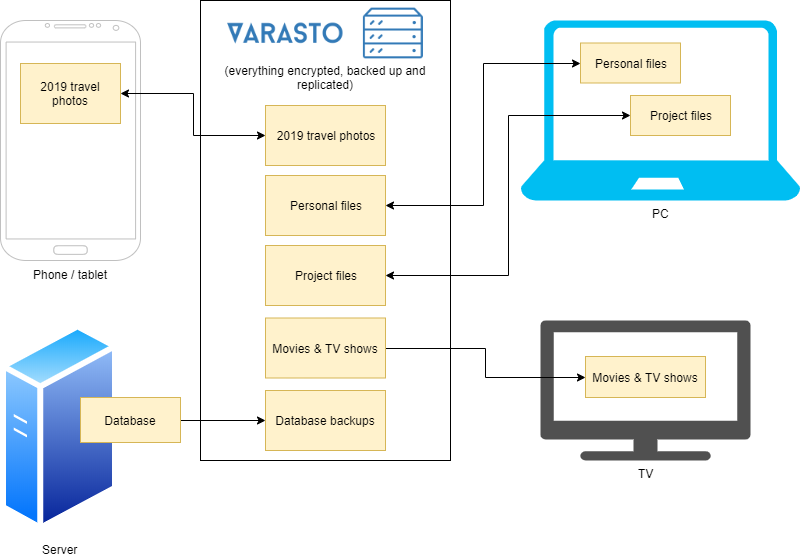 VARASTO
(everything encrypted, backed up and
replicated)
2019 travel
photos
2019 travel photos
Personal files
Project files
Movies & TV shows
Database backups
Phone / tablet
Personal files
Project files
PC
Movies & TV shows
TV
Database
Server